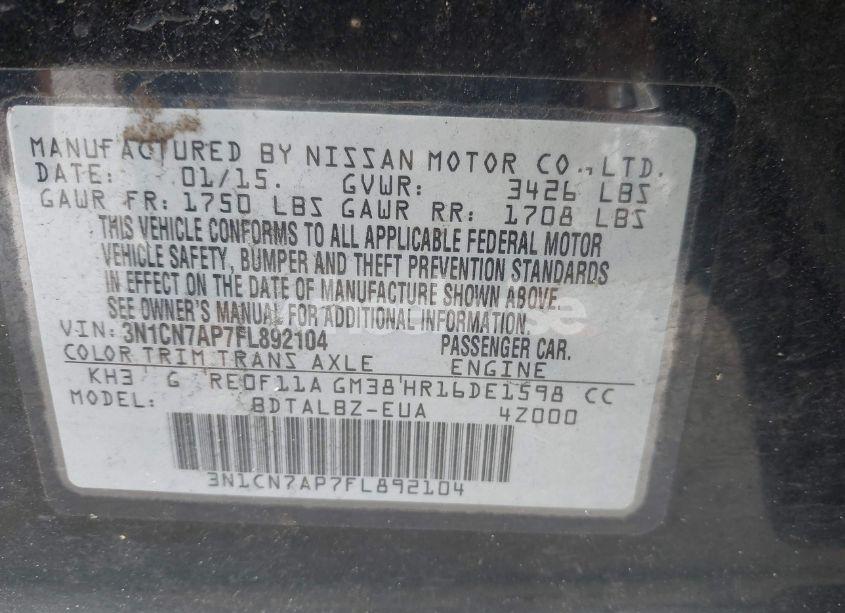 MANUFACTURED BY NISSAN MOTOR CO.,LTD.
DATE: 01/15. GVWR: 3426 LBS
GAWR FR: 1750 LBS GAWR RR: 1708 LBS
THIS VEHICLE CONFORMS TO ALL APPLICABLE FEDERAL MOTOR
VEHICLE SAFETY, BUMPER AND THEFT PREVENTION STANDARDS
IN EFFECT ON THE DATE OF MANUFACTURE SHOWN ABOVE.
SEE OWNER'S MANUAL FOR ADDITIONAL INFORMATION.
VIN: 3N1CN7AP7FL892104 PASSENGER CAR.
COLOR TRIM TRANS AXLE ENGINE
KH3 G RE0F11A GM38 HR16DE1598 CC
MODEL: BDTALBZ-EUA 4Z000
3N1CN7AP7FL892104